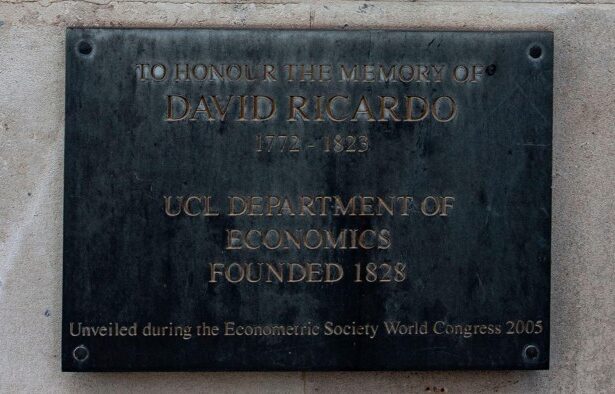 TO HONOUR THE MEMORY OF
DAVID RICARDO
1772 - 1823
UCL DEPARTMENT OF
ECONOMICS
FOUNDED 1828
Unveiled during the Econometric Society World Congress 2005